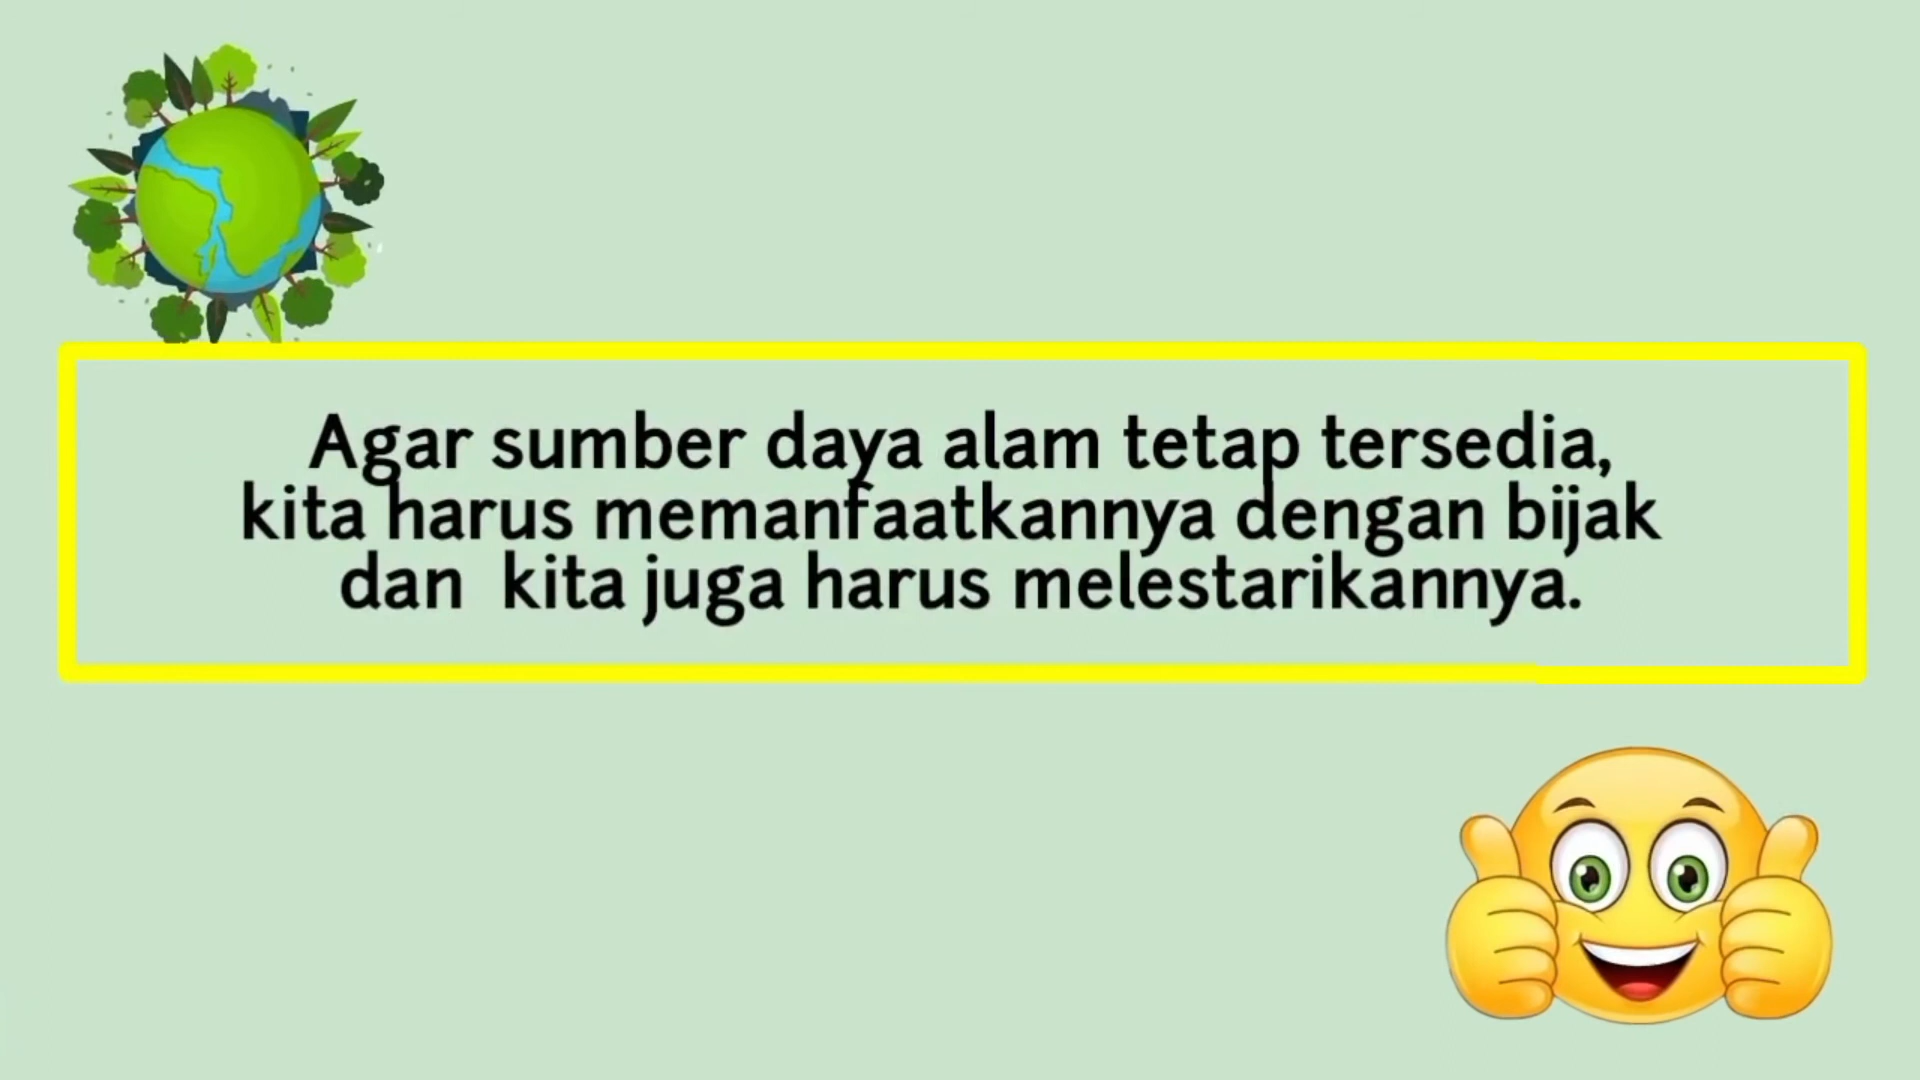 Agar sumber daya alam tetap tersedia,
kita harus memanfaatkannya dengan bijak
dan  kita juga harus melestarikannya.